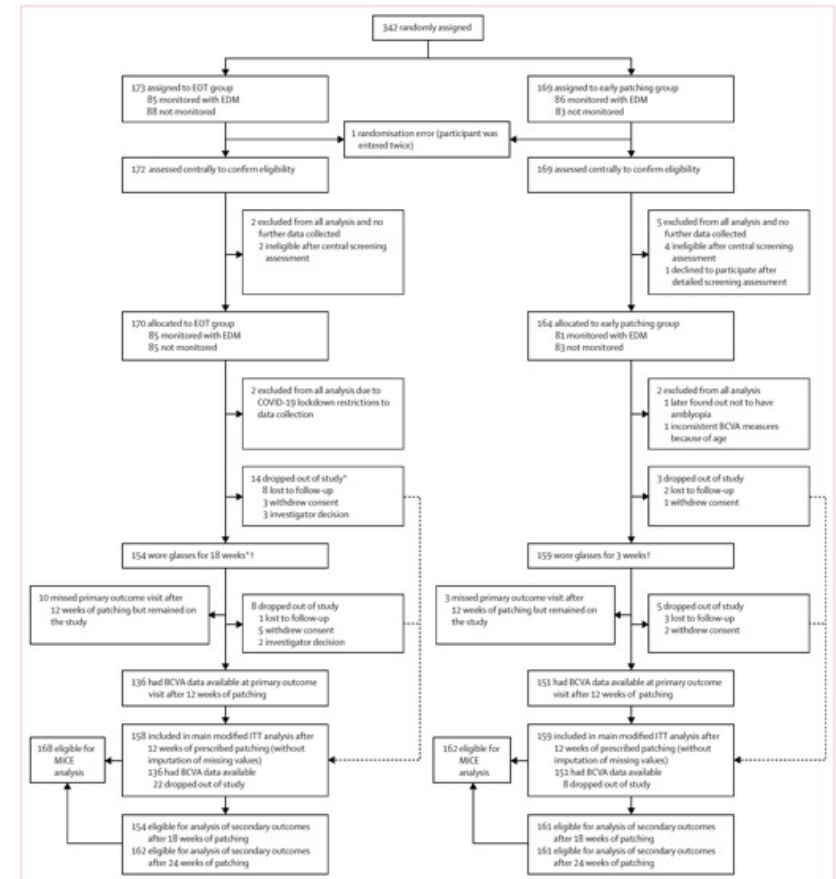 342 randomly assigned
173 assigned to EOT group
85 monitored with EDM
88 not monitored
169 assigned to early patching group
86 monitored with EDM
83 not monitored
1 randomisation error (participant was
entered twice)
172 assessed centrally to confirm eligibility
169 assessed centrally to confirm eligibility
2 excluded from all analysis and no
further data collected
2 ineligible after central screening
assessment
5 excluded from all analysis and no
further data collected
4 ineligible after central screening
assessment
1 declined to participate after
detailed screening assessment
170 allocated to EOT group
85 monitored with EDM
85 not monitored
164 allocated to early patching group
81 monitored with EDM
83 not monitored
2 excluded from all analysis due to
COVID-19 lockdown restrictions to
data collection
2 excluded from all analysis
1 later found out not to have
amblyopia
1 inconsistent BCVA measures
because of age
14 dropped out of study*
8 lost to follow-up
3 withdrew consent
3 investigator decision
3 dropped out of study
2 lost to follow-up
1 withdrew consent
154 wore glasses for 18 weeks*†
159 wore glasses for 3 weeks†
10 missed primary outcome visit after
12 weeks of patching but remained on
the study
8 dropped out of study
1 lost to follow-up
5 withdrew consent
2 investigator decision
3 missed primary outcome visit after
12 weeks of patching but remained on
the study
5 dropped out of study
3 lost to follow-up
2 withdrew consent
136 had BCVA data available at primary outcome
visit after 12 weeks of patching
151 had BCVA data available at primary outcome
visit after 12 weeks of patching
168 eligible for
MICE
analysis
158 included in main modified ITT analysis after
12 weeks of prescribed patching (without
imputation of missing values)
136 had BCVA data available
22 dropped out of study
162 eligible for
MICE
analysis
159 included in main modified ITT analysis after
12 weeks of prescribed patching (without
imputation of missing values)
151 had BCVA data available
8 dropped out of study
154 eligible for analysis of secondary outcomes
after 18 weeks of patching
162 eligible for analysis of secondary outcomes
after 24 weeks of patching
161 eligible for analysis of secondary outcomes
after 18 weeks of patching
161 eligible for analysis of secondary outcomes
after 24 weeks of patching